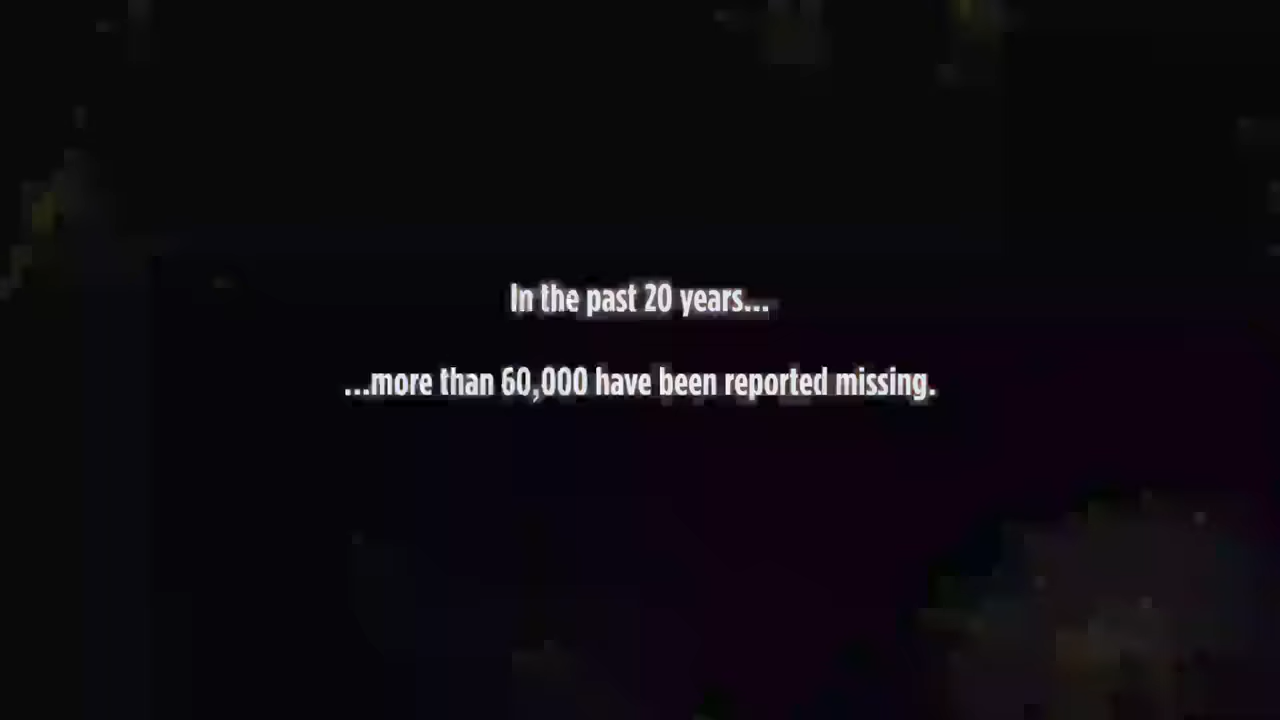 In the past 20 years...
...more than 60,000 have been reported missing.